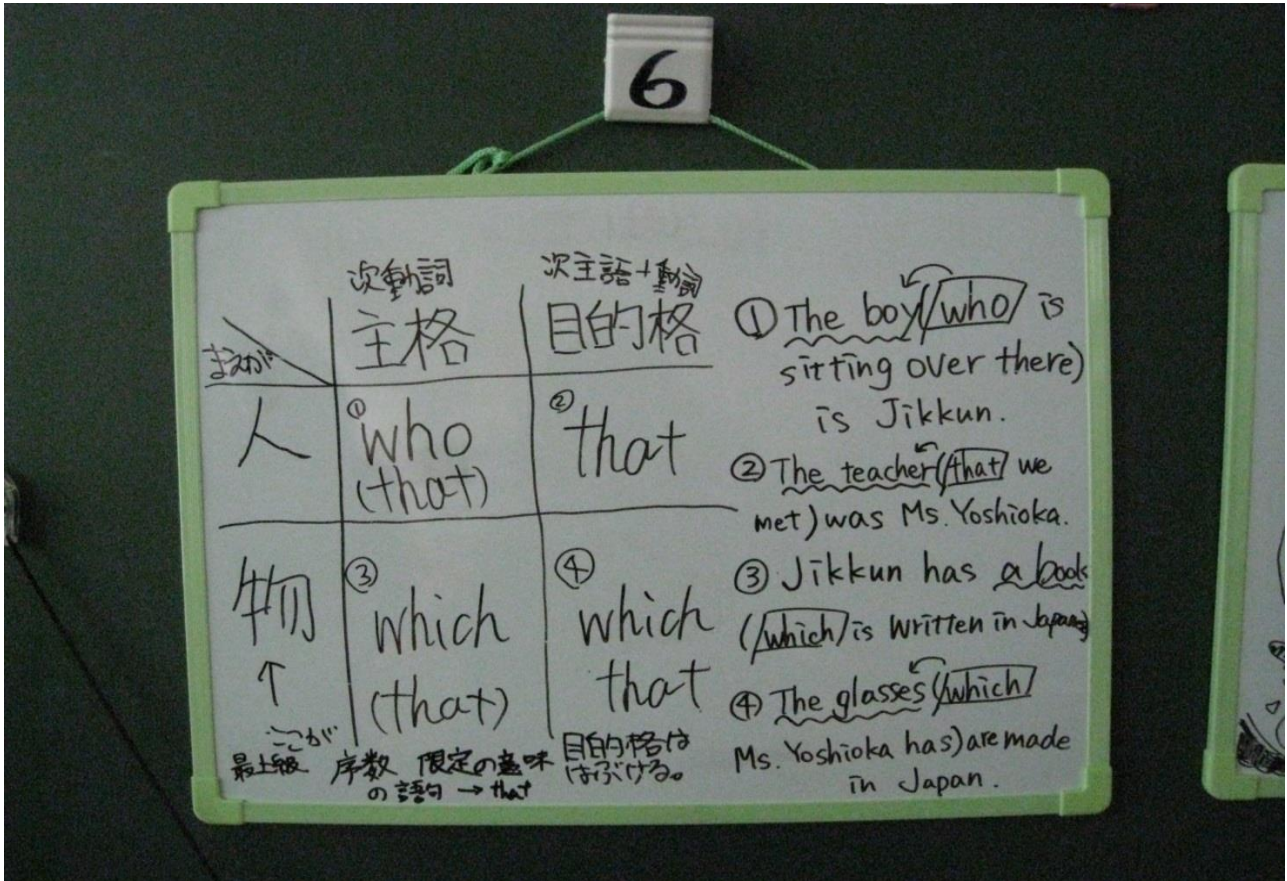 6
次動詞 次主語+動詞
まえが 主格 目的格
人 ①who (that) ②that
物 ③which (that) ④which that
↑
ここが
最上級 序数 限定の意味
の語句 → that
目的格は
はぶける。
① The boy (who is
sitting over there)
is Jikkun.
② The teacher (that we
met) was Ms. Yoshioka.
③ Jikkun has a book
(which is written in
④ The glasses (which
Ms. Yoshioka has) are made
in Japan.